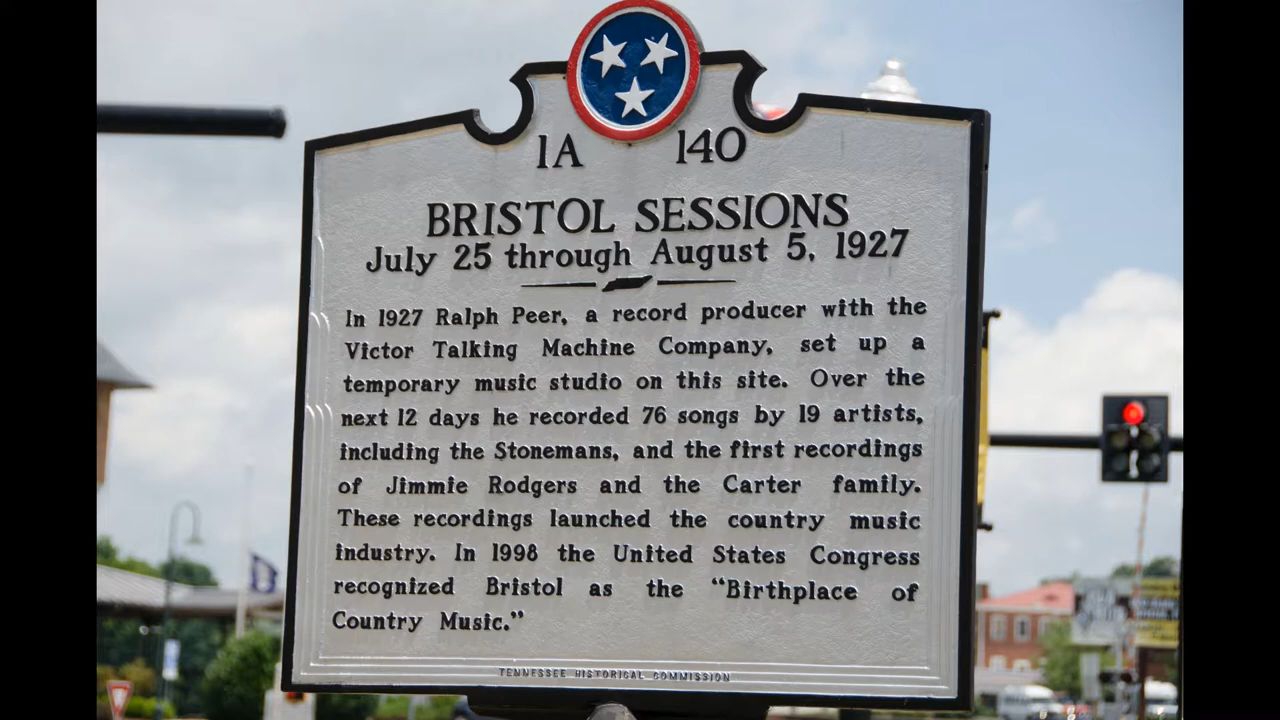 1A 140
BRISTOL SESSIONS
July 25 through August 5, 1927
In 1927 Ralph Peer, a record producer with the
Victor Talking Machine Company, set up a
temporary music studio on this site. Over the
next 12 days he recorded 76 songs by 19 artists,
including the Stonemans, and the first recordings
of Jimmie Rodgers and the Carter family.
These recordings launched the country music
industry. In 1998 the United States Congress
recognized Bristol as the "Birthplace of
Country Music."
TENNESSEE HISTORICAL COMMISSION